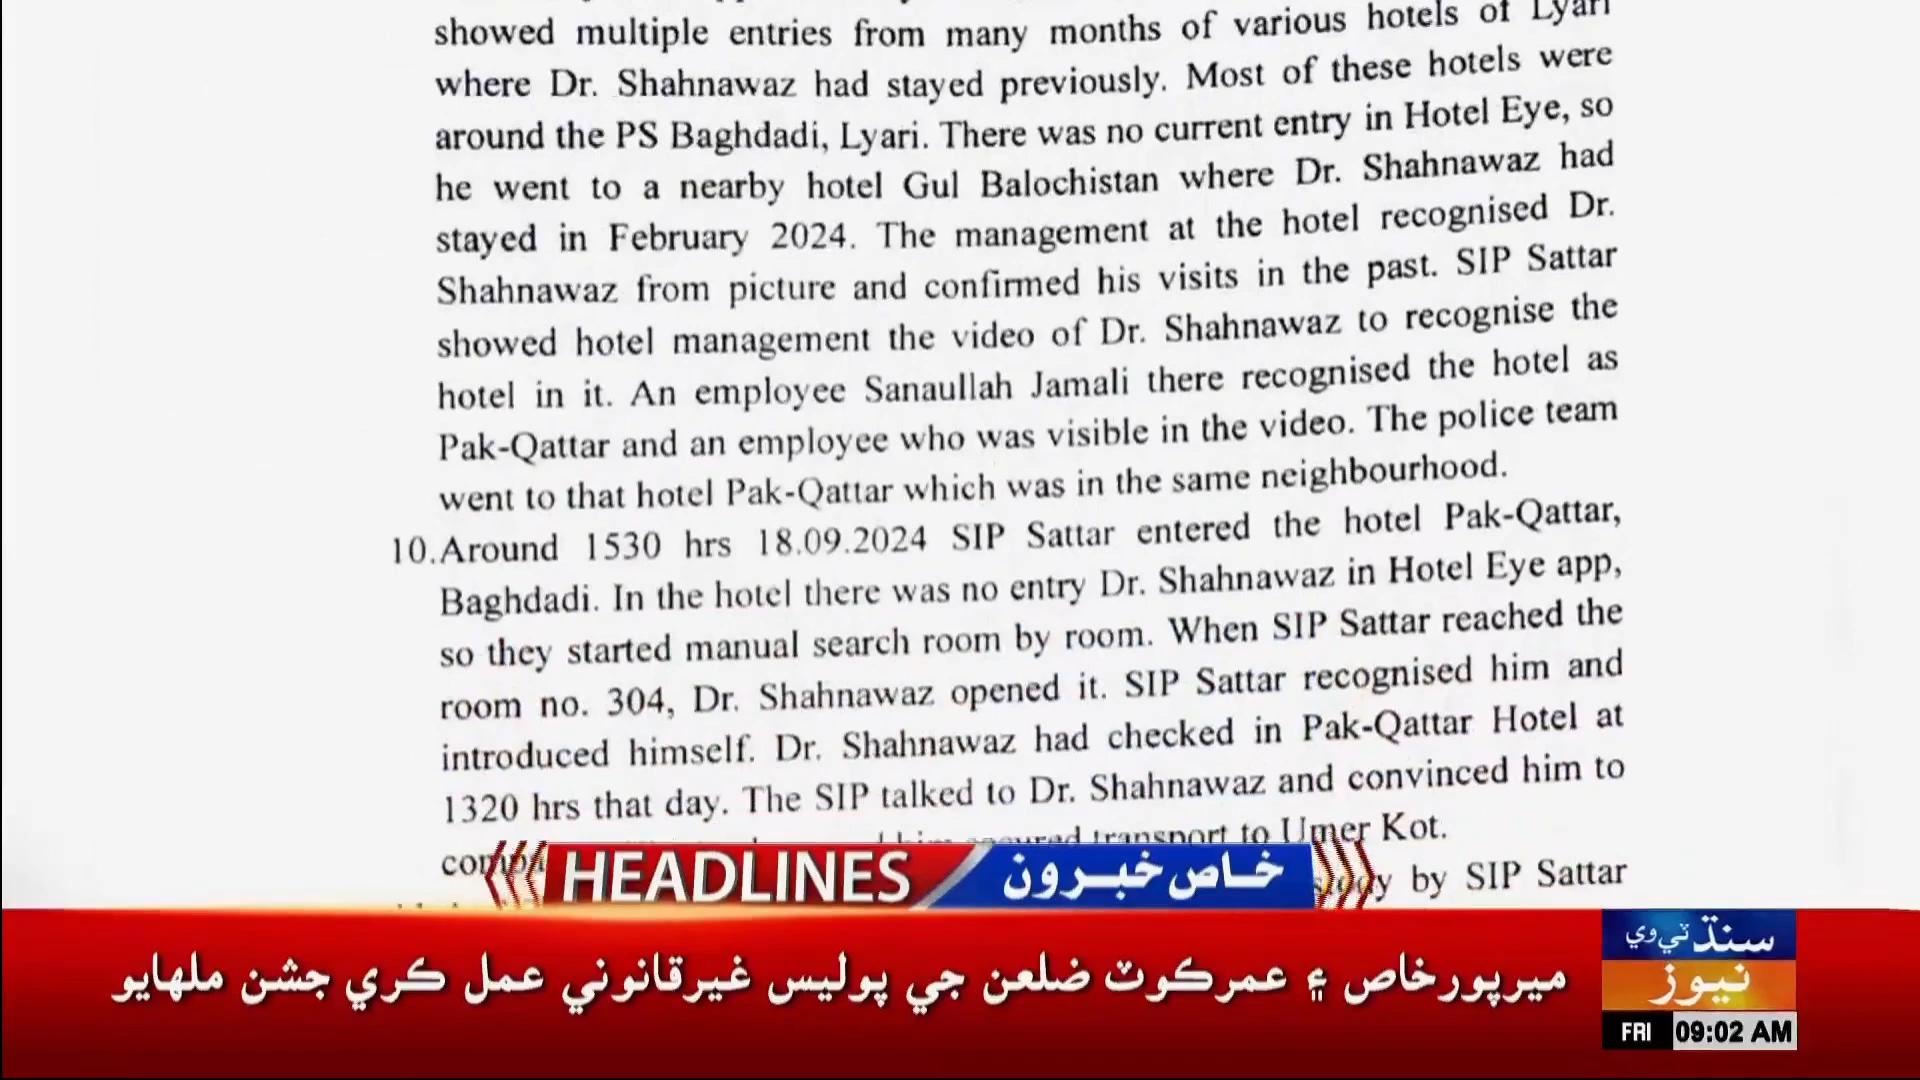 showed multiple entries from many months of various hotels of Lyari
where Dr. Shahnawaz had stayed previously. Most of these hotels were
around the PS Baghdadi, Lyari. There was no current entry in Hotel Eye, so
he went to a nearby hotel Gul Balochistan where Dr. Shahnawaz had
stayed in February 2024. The management at the hotel recognised Dr.
Shahnawaz from picture and confirmed his visits in the past. SIP Sattar
showed hotel management the video of Dr. Shahnawaz to recognise the
hotel in it. An employee Sanaullah Jamali there recognised the hotel as
Pak-Qattar and an employee who was visible in the video. The police team
went to that hotel Pak-Qattar which was in the same neighbourhood.
10. Around 1530 hrs 18.09.2024 SIP Sattar entered the hotel Pak-Qattar,
Baghdadi. In the hotel there was no entry Dr. Shahnawaz in Hotel Eye app,
so they started manual search room by room. When SIP Sattar reached the
room no. 304, Dr. Shahnawaz opened it. SIP Sattar recognised him and
introduced himself. Dr. Shahnawaz had checked in Pak-Qattar Hotel at
1320 hrs that day. The SIP talked to Dr. Shahnawaz and convinced him to
transport to Umer Kot.
by SIP Sattar
HEADLINES خاص خبرون
ميرپورخاص ۽ عمرڪوٽ ضلعن جي پوليس غيرقانوني عمل ڪري جشن ملهايو
سنڌ ٽي وي
نيوز
FRI 09:02 AM